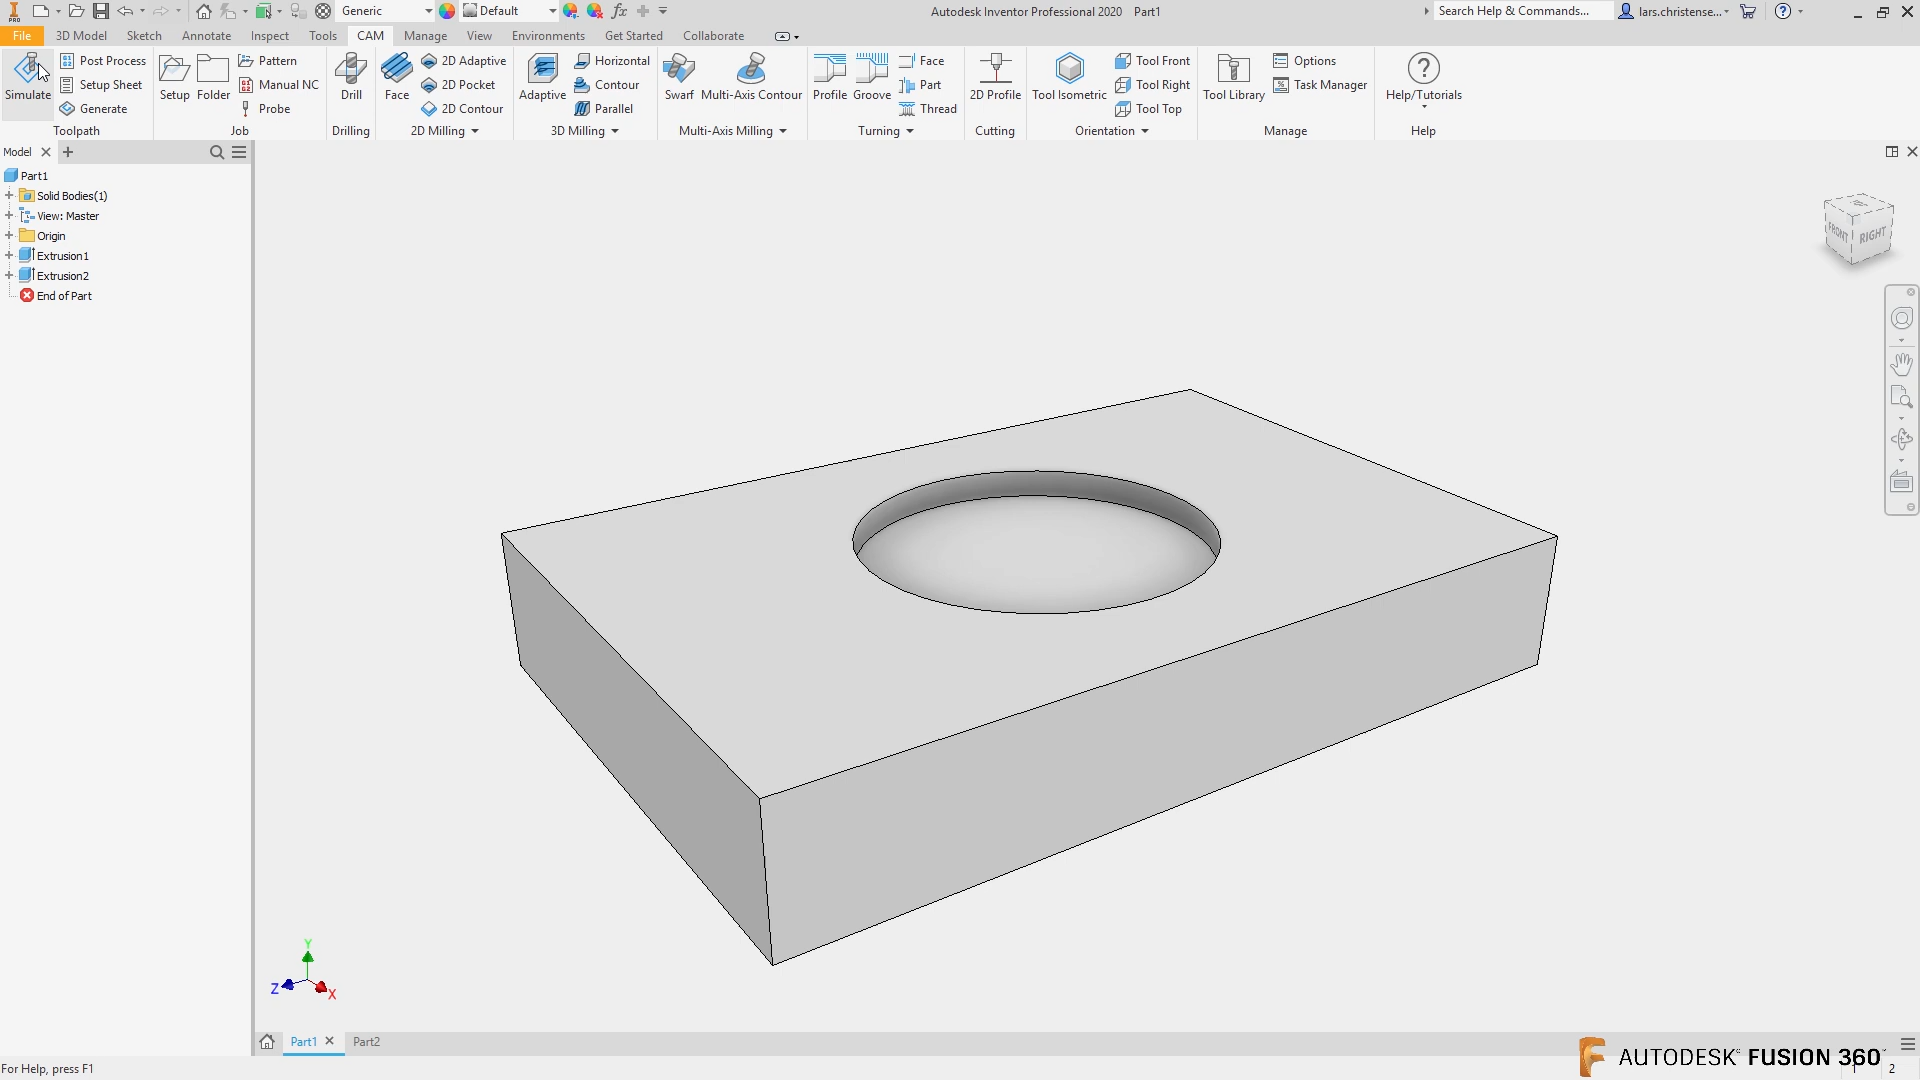 Generic
Default
Autodesk Inventor Professional 2020 Part1
Search Help & Commands...
lars.christense...
File 3D Model Sketch Annotate Inspect Tools CAM Manage View Environments Get Started Collaborate
Simulate
Post Process
Setup Sheet
Generate
Toolpath
Setup
Folder
Pattern
Manual NC
Probe
Job
Drill
Drilling
Face
2D Adaptive
2D Pocket
2D Contour
2D Milling
Adaptive
Horizontal
Contour
Parallel
3D Milling
Swarf
Multi-Axis Contour
Multi-Axis Milling
Profile
Groove
Face
Part
Thread
Turning
2D Profile
Cutting
Tool Isometric
Tool Front
Tool Right
Tool Top
Orientation
Tool Library
Options
Task Manager
Manage
Help/Tutorials
Help
Model
Part1
Solid Bodies(1)
View: Master
Origin
Extrusion1
Extrusion2
End of Part
FRONT
RIGHT
Y
Z
X
Part1
Part2
For Help, press F1
AUTODESK FUSION 360
1 2